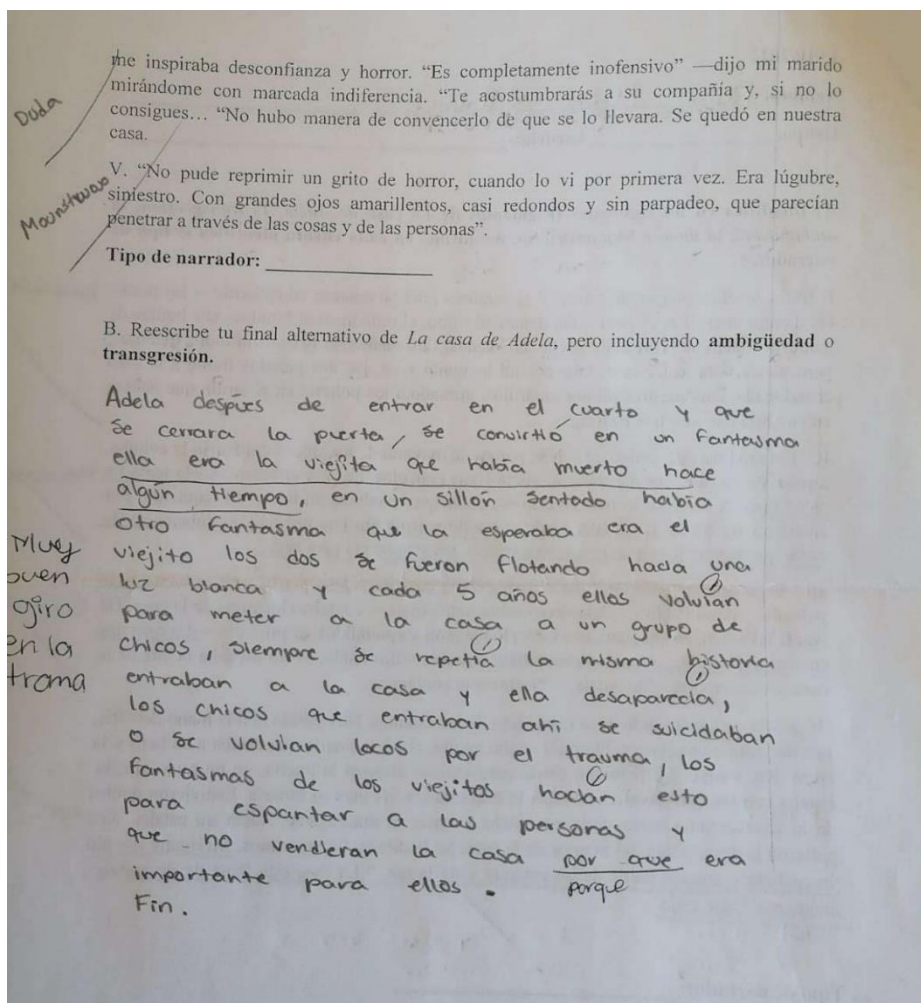 me inspiraba desconfianza y horror. “Es completamente inofensivo” —dijo mi marido
mirándome con marcada indiferencia. “Te acostumbrarás a su compañía y, si no lo
consigues… “No hubo manera de convencerlo de que se lo llevara. Se quedó en nuestra
casa.
Duda
V. “No pude reprimir un grito de horror, cuando lo vi por primera vez. Era lúgubre,
siniestro. Con grandes ojos amarillentos, casi redondos y sin parpadeo, que parecían
penetrar a través de las cosas y de las personas”.
Mounstruoso
Tipo de narrador: ____________________
B. Reescribe tu final alternativo de La casa de Adela, pero incluyendo ambigüedad o
transgresión.
Adela despúes de entrar en el cuarto y que
se cerrara la puerta, se convirtió en un fantasma
ella era la viejita que había muerto hace
algún tiempo, en un sillón sentado había
otro fantasma que la esperaba era el
viejito los dos se fueron flotando hacia una
luz blanca y cada 5 años ellos volvían
para meter a la casa a un grupo de
chicos, siempre se repetía la misma historia
entraban a la casa y ella desaparecía,
los chicos que entraban ahí se suicidaban
o se volvían locos por el trauma, los
fantasmas de los viejitos hacían esto
para espantar a las personas y
que no vendieran la casa por que era
porque
importante para ellos.
Fin.
Muy
buen
giro
en la
trama